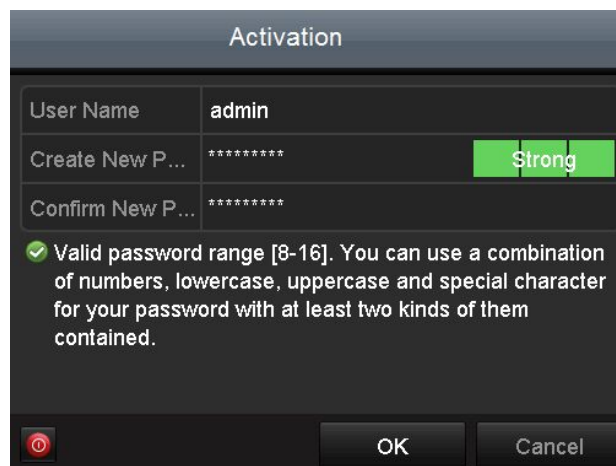 Activation
User Name admin
Create New P... ********* Strong
Confirm New P... *********
Valid password range [8-16]. You can use a combination
of numbers, lowercase, uppercase and special character
for your password with at least two kinds of them
contained.
OK Cancel